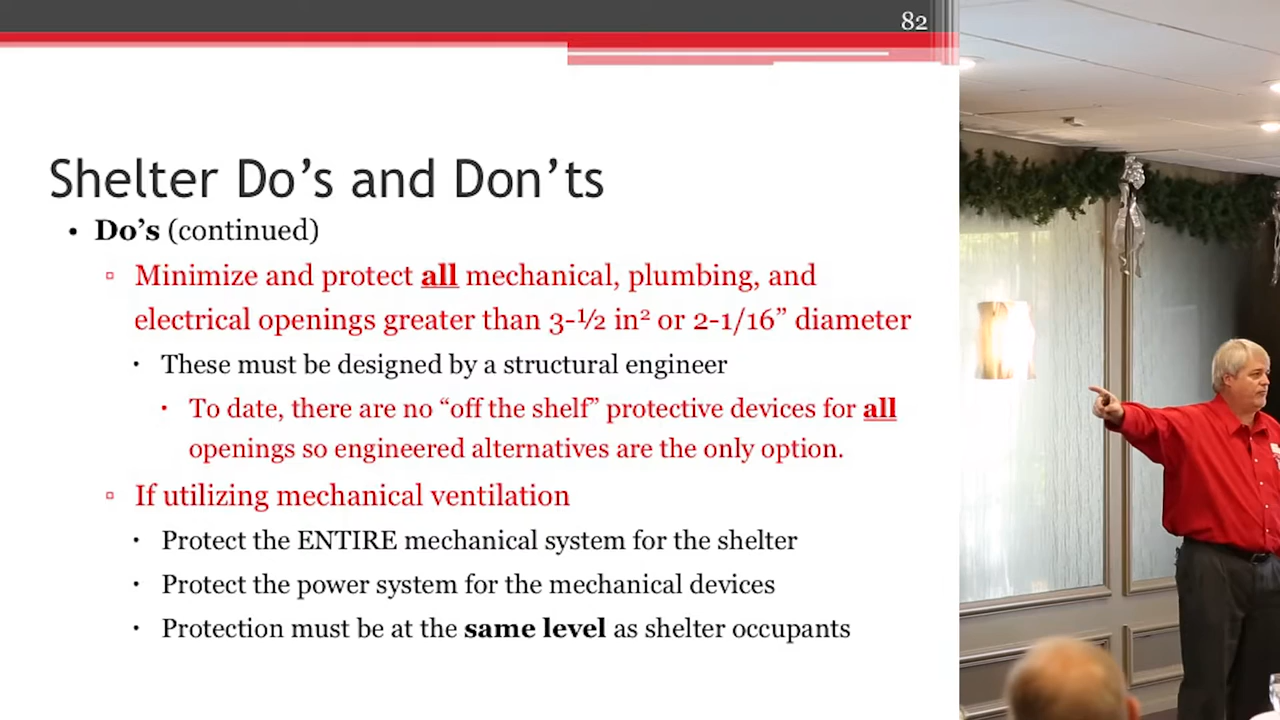 82
Shelter Do’s and Don’ts
• Do’s (continued)
▫ Minimize and protect all mechanical, plumbing, and
electrical openings greater than 3-½ in² or 2-1/16” diameter
• These must be designed by a structural engineer
• To date, there are no “off the shelf” protective devices for all
openings so engineered alternatives are the only option.
▫ If utilizing mechanical ventilation
• Protect the ENTIRE mechanical system for the shelter
• Protect the power system for the mechanical devices
• Protection must be at the same level as shelter occupants